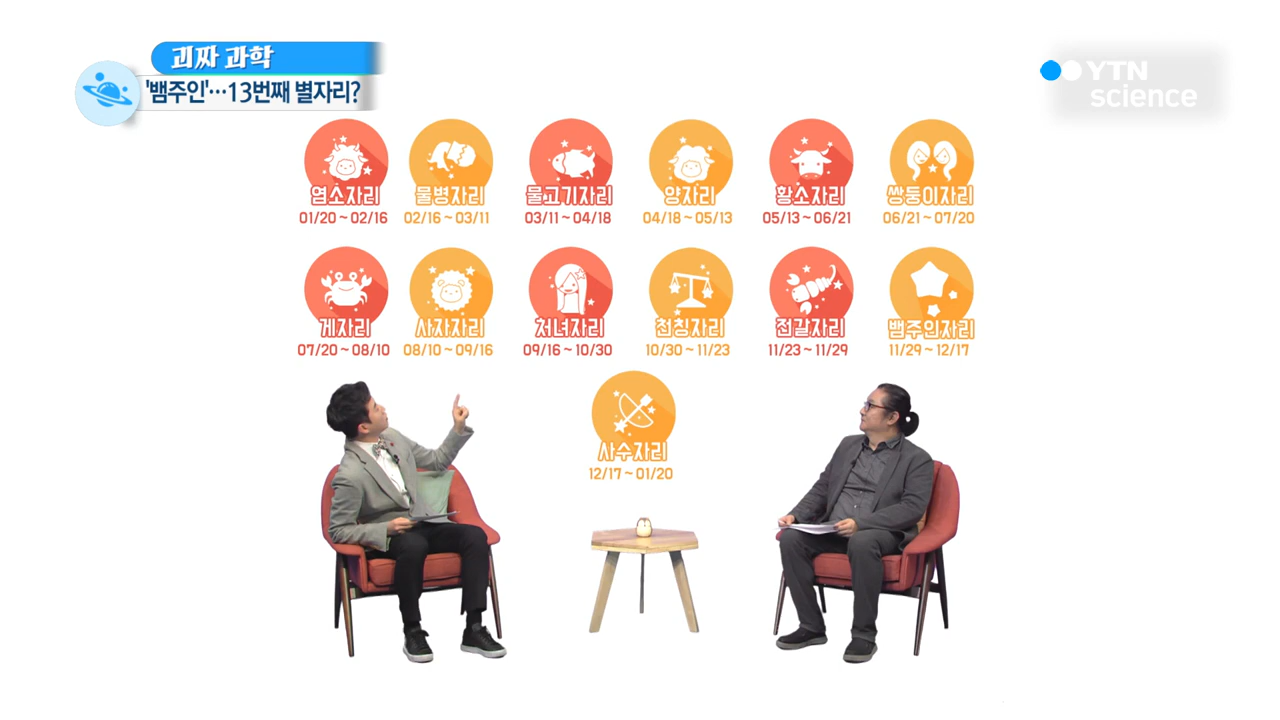 괴짜 과학
'뱀주인'…13번째 별자리?
YTN
science
염소자리 물병자리 물고기자리 양자리 황소자리 쌍둥이자리
01/20 ~ 02/16 02/16 ~ 03/11 03/11 ~ 04/18 04/18 ~ 05/13 05/13 ~ 06/21 06/21 ~ 07/20
게자리 사자자리 처녀자리 천칭자리 전갈자리 뱀주인자리
07/20 ~ 08/10 08/10 ~ 09/16 09/16 ~ 10/30 10/30 ~ 11/23 11/23 ~ 11/29 11/29 ~ 12/17
사수자리
12/17 ~ 01/20